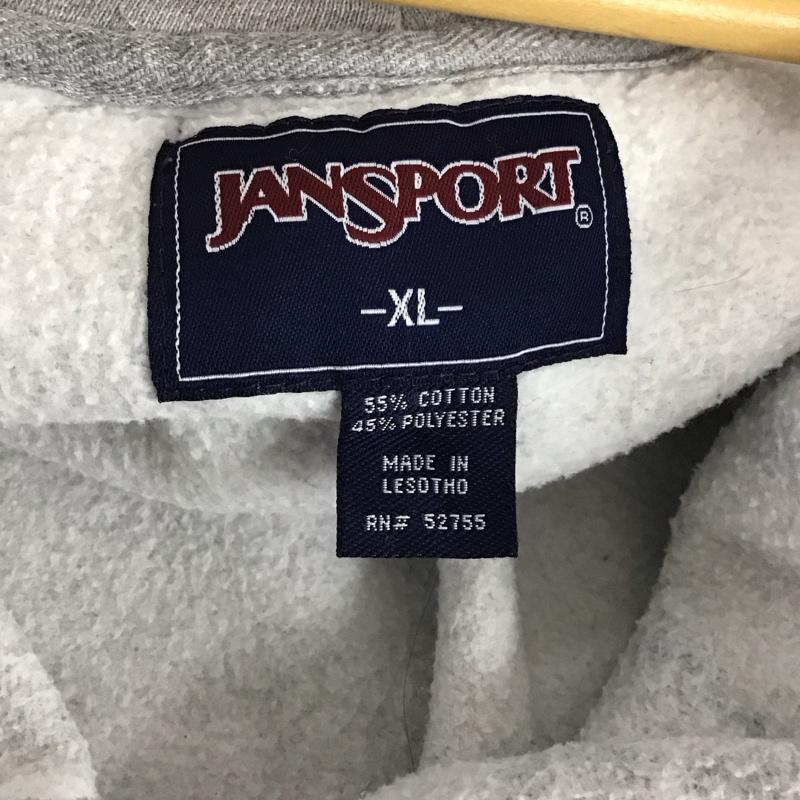 JANSPORT®
-XL-
55% COTTON
45% POLYESTER
MADE IN
LESOTHO
RN# 52755